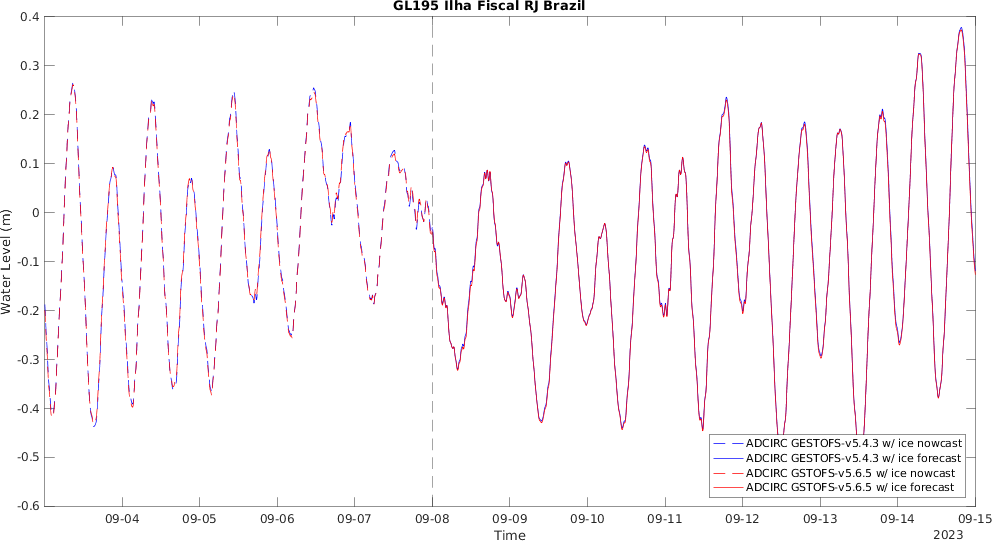 GL195 Ilha Fiscal RJ Brazil
Water Level (m)
0.4
0.3
0.2
0.1
0
-0.1
-0.2
-0.3
-0.4
-0.5
-0.6
ADCIRC GESTOFS-v5.4.3 w/ ice nowcast
ADCIRC GESTOFS-v5.4.3 w/ ice forecast
ADCIRC GSTOFS-v5.6.5 w/ ice nowcast
ADCIRC GSTOFS-v5.6.5 w/ ice forecast
09-04 09-05 09-06 09-07 09-08 09-09 09-10 09-11 09-12 09-13 09-14 09-15
Time
2023